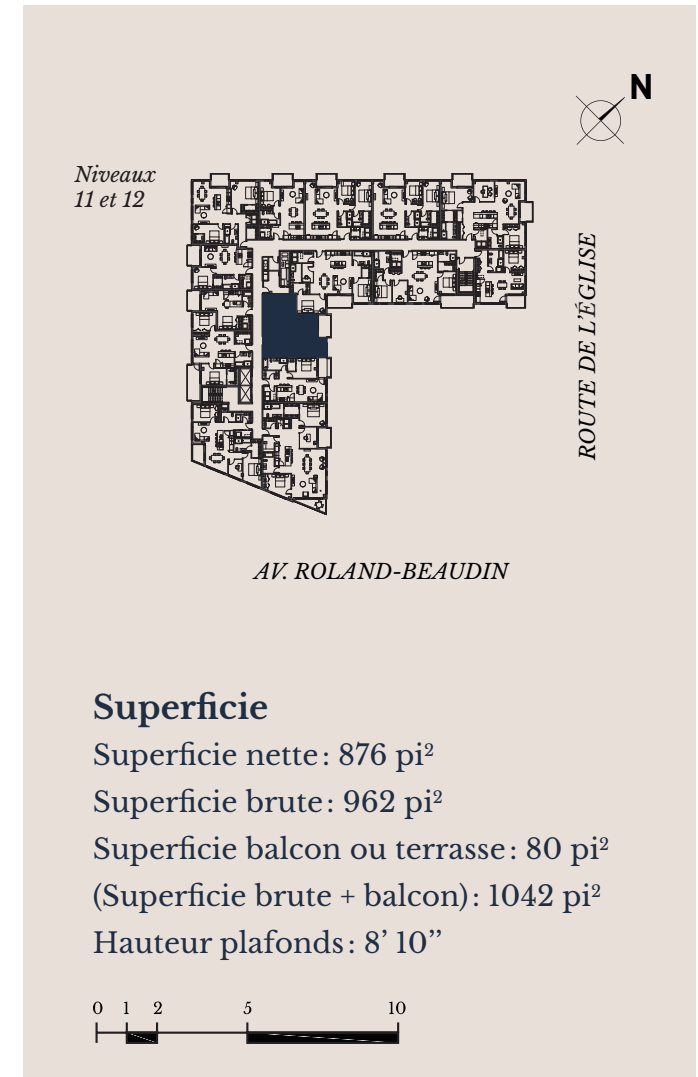 N
Niveaux
11 et 12
ROUTE DE L'ÉGLISE
AV. ROLAND-BEAUDIN
Superficie
Superficie nette : 876 pi²
Superficie brute : 962 pi²
Superficie balcon ou terrasse : 80 pi²
(Superficie brute + balcon) : 1042 pi²
Hauteur plafonds : 8’ 10’’
0 1 2 5 10